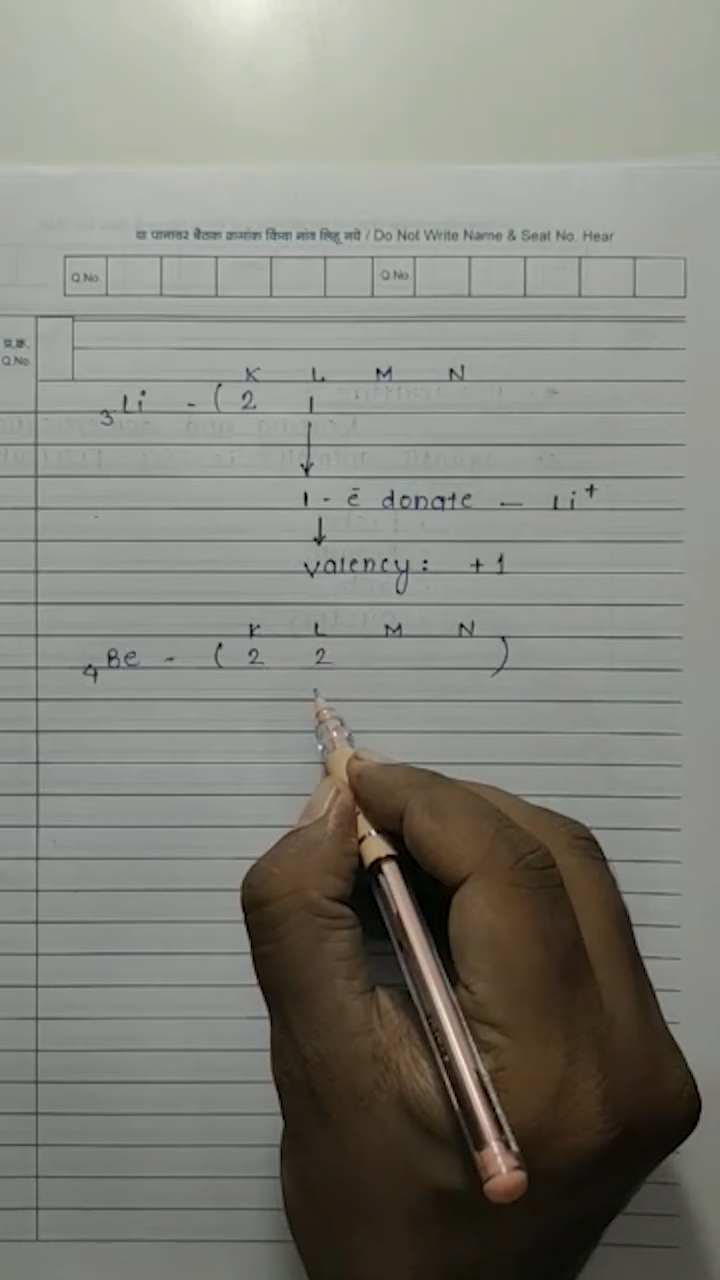 या पानावर बैठक क्रमांक किंवा नांव लिहू नये / Do Not Write Name & Seat No. Hear
Q.No. Q.No.
प्र.क्र.
Q.No.
K L M N
3Li - ( 2 1
1 - ē donate — Li+
valency : +1
K L M N
4Be - ( 2 2 )